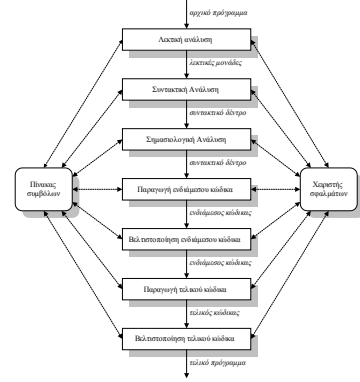 αρχικό πρόγραμμα
Λεκτική ανάλυση
λεκτικές μονάδες
Συντακτική Ανάλυση
συντακτικό δέντρο
Σημασιολογική Ανάλυση
συντακτικό δέντρο
Πίνακας
συμβόλων
Παραγωγή ενδιάμεσου κώδικα
Χειριστής
σφαλμάτων
ενδιάμεσος κώδικας
Βελτιστοποίηση ενδιάμεσου κώδικα
ενδιάμεσος κώδικας
Παραγωγή τελικού κώδικα
τελικός κώδικας
Βελτιστοποίηση τελικού κώδικα
τελικό πρόγραμμα